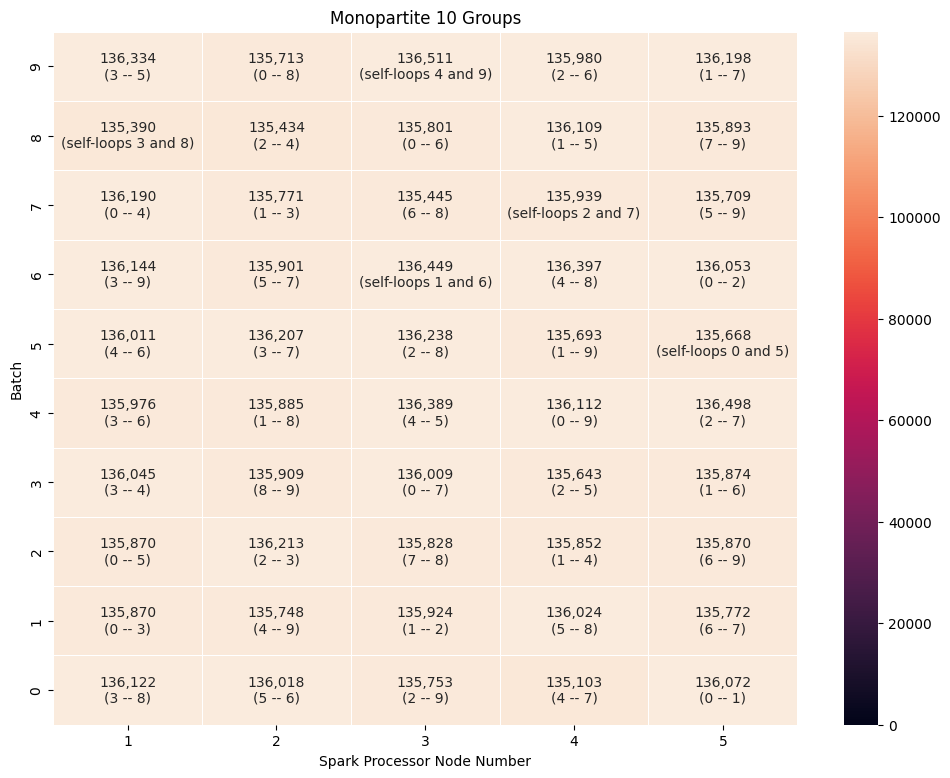 Monopartite 10 Groups
9
136,334
(3 -- 5)
135,713
(0 -- 8)
136,511
(self-loops 4 and 9)
135,980
(2 -- 6)
136,198
(1 -- 7)
8
135,390
(self-loops 3 and 8)
135,434
(2 -- 4)
135,801
(0 -- 6)
136,109
(1 -- 5)
135,893
(7 -- 9)
7
136,190
(0 -- 4)
135,771
(1 -- 3)
135,445
(6 -- 8)
135,939
(self-loops 2 and 7)
135,709
(5 -- 9)
6
136,144
(3 -- 9)
135,901
(5 -- 7)
136,449
(self-loops 1 and 6)
136,397
(4 -- 8)
136,053
(0 -- 2)
5
136,011
(4 -- 6)
136,207
(3 -- 7)
136,238
(2 -- 8)
135,693
(1 -- 9)
135,668
(self-loops 0 and 5)
4
135,976
(3 -- 6)
135,885
(1 -- 8)
136,389
(4 -- 5)
136,112
(0 -- 9)
136,498
(2 -- 7)
3
136,045
(3 -- 4)
135,909
(8 -- 9)
136,009
(0 -- 7)
135,643
(2 -- 5)
135,874
(1 -- 6)
2
135,870
(0 -- 5)
136,213
(2 -- 3)
135,828
(7 -- 8)
135,852
(1 -- 4)
135,870
(6 -- 9)
1
135,870
(0 -- 3)
135,748
(4 -- 9)
135,924
(1 -- 2)
136,024
(5 -- 8)
135,772
(6 -- 7)
0
136,122
(3 -- 8)
136,018
(5 -- 6)
135,753
(2 -- 9)
135,103
(4 -- 7)
136,072
(0 -- 1)
Batch
1
2
3
4
5
Spark Processor Node Number
120000
100000
80000
60000
40000
20000
0